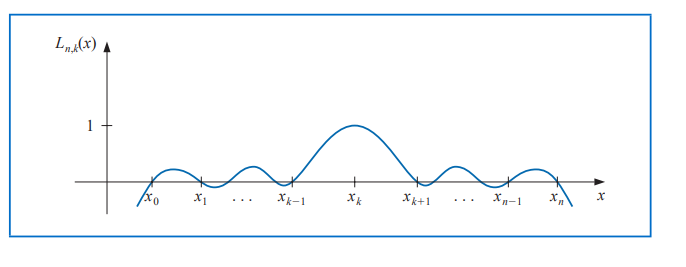 L_{n,k}(x)
1
x_0 x_1 . . . x_{k−1} x_k x_{k+1} . . . x_{n−1} x_n x